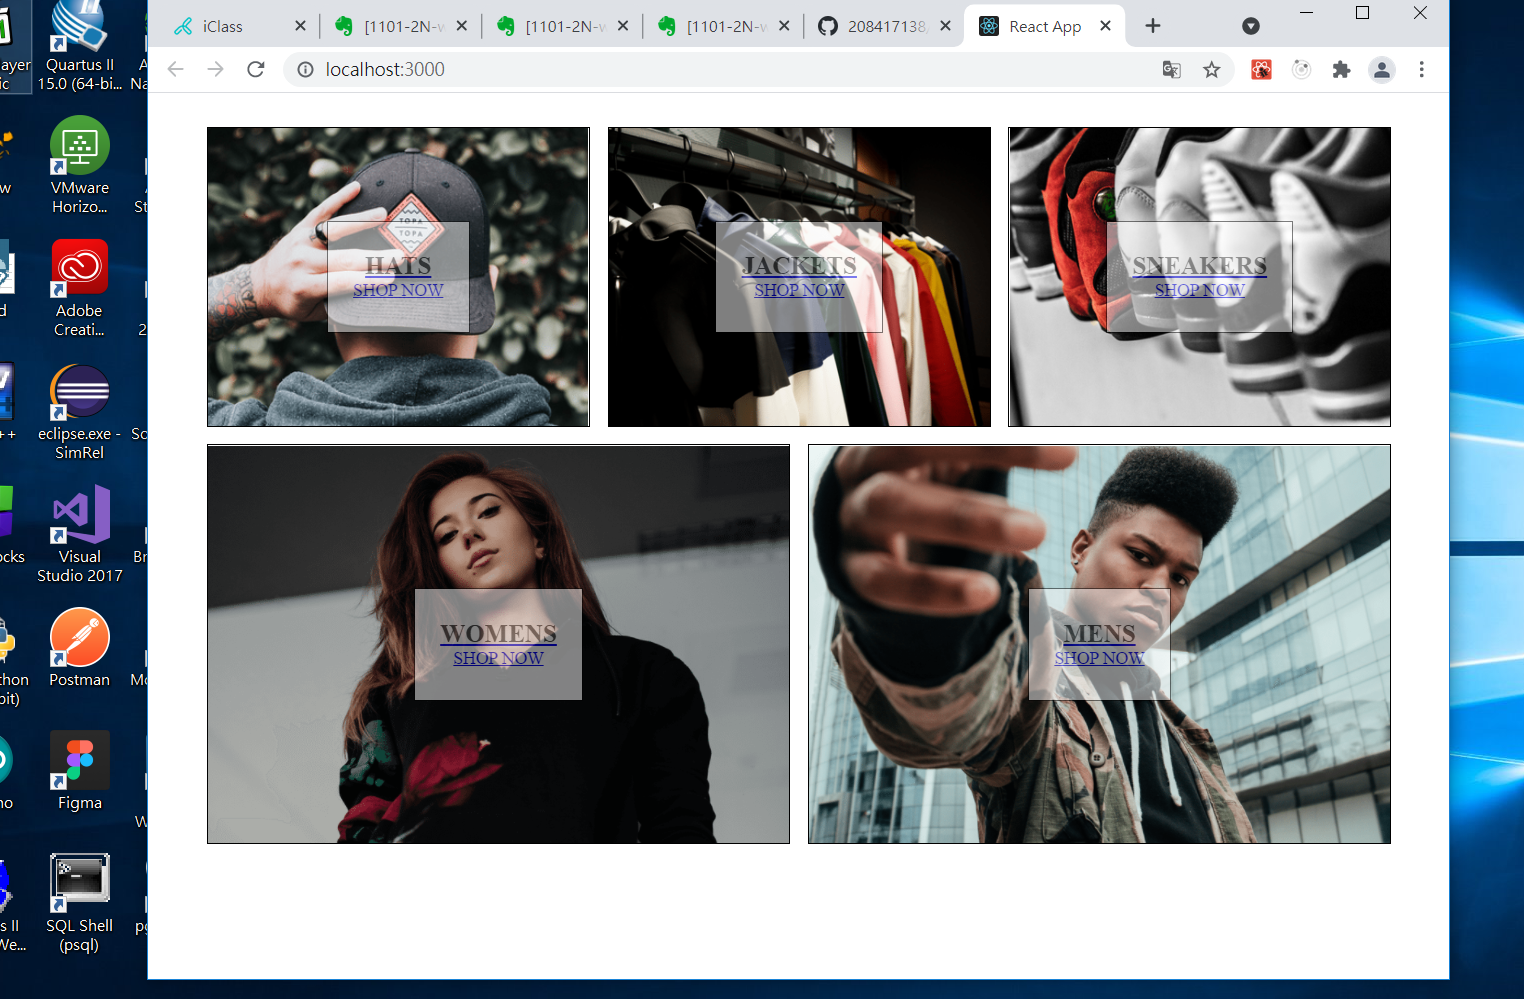 iClass
[1101-2N-w
[1101-2N-w
[1101-2N-w
208417138
React App
localhost:3000
TOPA
TOPA
HATS
SHOP NOW
JACKETS
SHOP NOW
SNEAKERS
SHOP NOW
WOMENS
SHOP NOW
MENS
SHOP NOW
ayer
ic
Quartus II
15.0 (64-bi...
A
Na
w
VMware
Horizo...
St
d
Adobe
Creati...
2
++
eclipse.exe -
SimRel
Sc
ocks
Visual
Studio 2017
Br
thon
bit)
Postman
Mc
no
Figma
W
s II
We...
SQL Shell
(psql)
pg